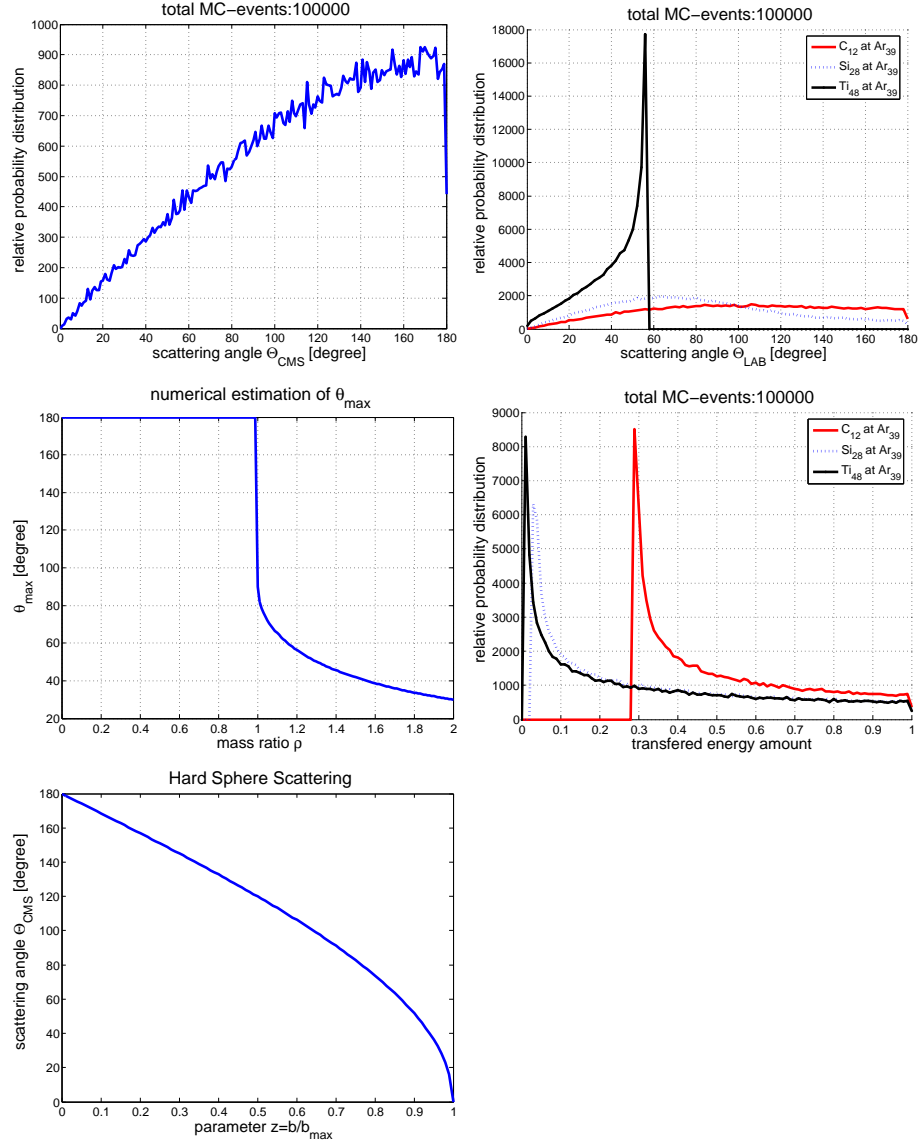 total MC-events:100000
relative probability distribution
1000
900
800
700
600
500
400
300
200
100
0
0 20 40 60 80 100 120 140 160 180
scattering angle Θ_CMS [degree]
total MC-events:100000
relative probability distribution
18000
16000
14000
12000
10000
8000
6000
4000
2000
0
C_12 at Ar_39
Si_28 at Ar_39
Ti_48 at Ar_39
0 20 40 60 80 100 120 140 160 180
scattering angle Θ_LAB [degree]
numerical estimation of θ_max
θ_max [degree]
180
160
140
120
100
80
60
40
20
0 0.2 0.4 0.6 0.8 1 1.2 1.4 1.6 1.8 2
mass ratio ρ
total MC-events:100000
relative probability distribution
9000
8000
7000
6000
5000
4000
3000
2000
1000
0
C_12 at Ar_39
Si_28 at Ar_39
Ti_48 at Ar_39
0 0.1 0.2 0.3 0.4 0.5 0.6 0.7 0.8 0.9 1
transfered energy amount
Hard Sphere Scattering
scattering angle Θ_CMS [degree]
180
160
140
120
100
80
60
40
20
0
0 0.1 0.2 0.3 0.4 0.5 0.6 0.7 0.8 0.9 1
parameter z=b/b_max